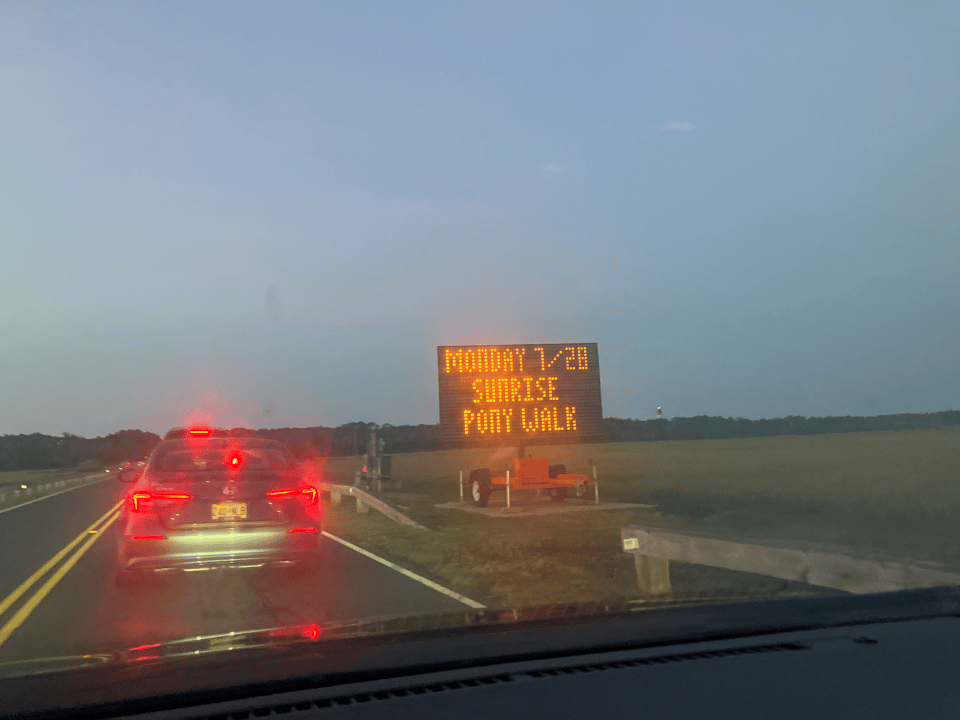 MONDAY 7/28
SUNRISE
PONY WALK